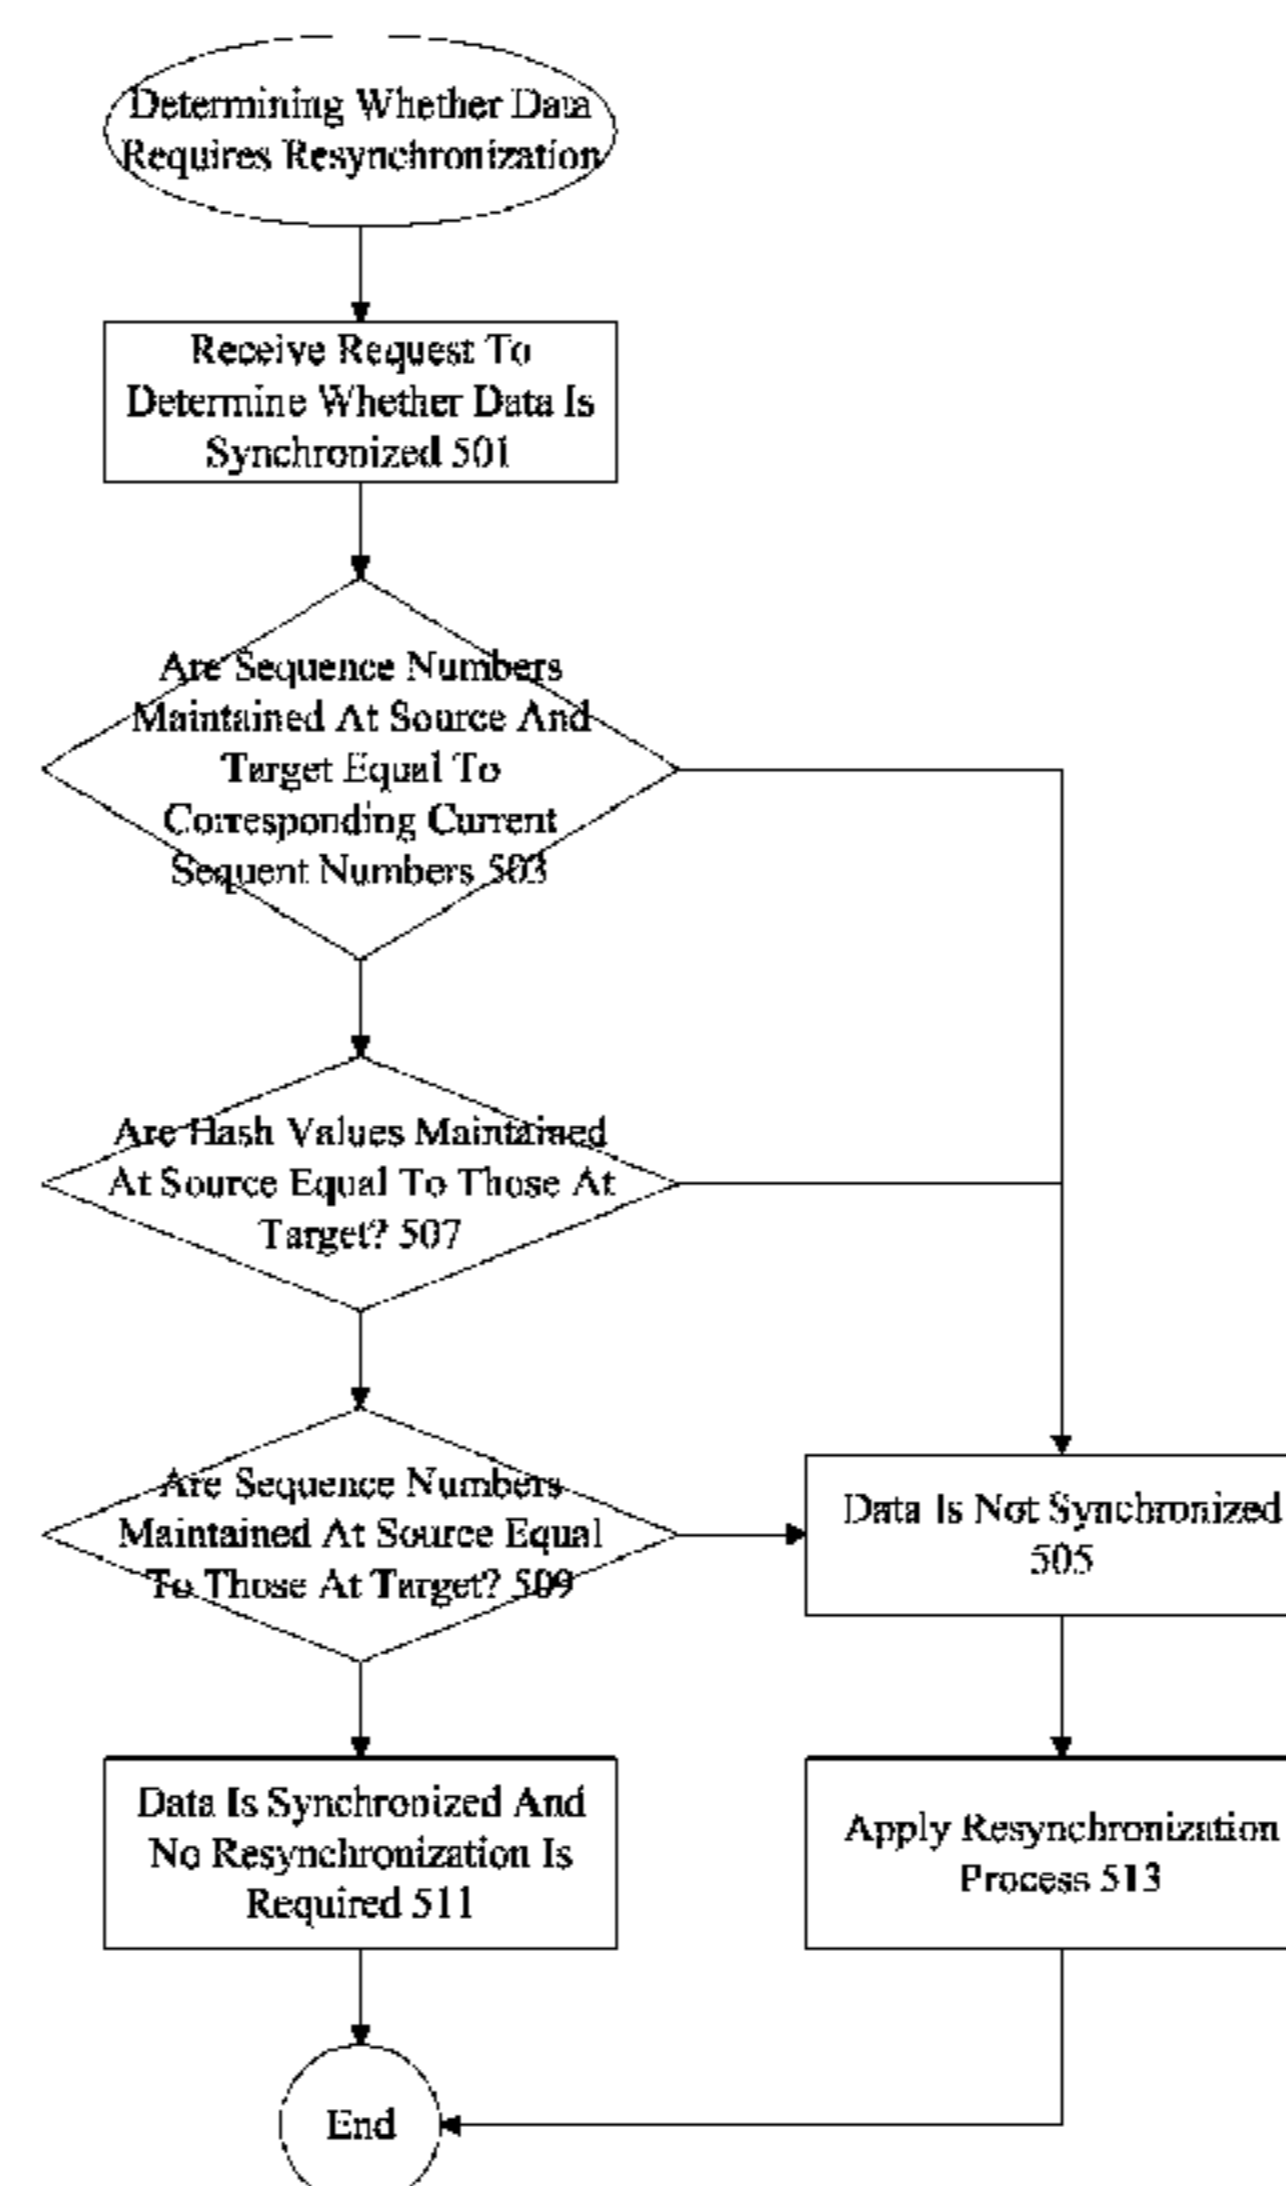 Determining Whether Data
Requires Resynchronization
Receive Request To
Determine Whether Data Is
Synchronized 501
Are Sequence Numbers
Maintained At Source And
Target Equal To
Corresponding Current
Sequent Numbers 503
Are Hash Values Maintained
At Source Equal To Those At
Target? 507
Are Sequence Numbers
Maintained At Source Equal
To Those At Target? 509
Data Is Not Synchronized
505
Data Is Synchronized And
No Resynchronization Is
Required 511
Apply Resynchronization
Process 513
End